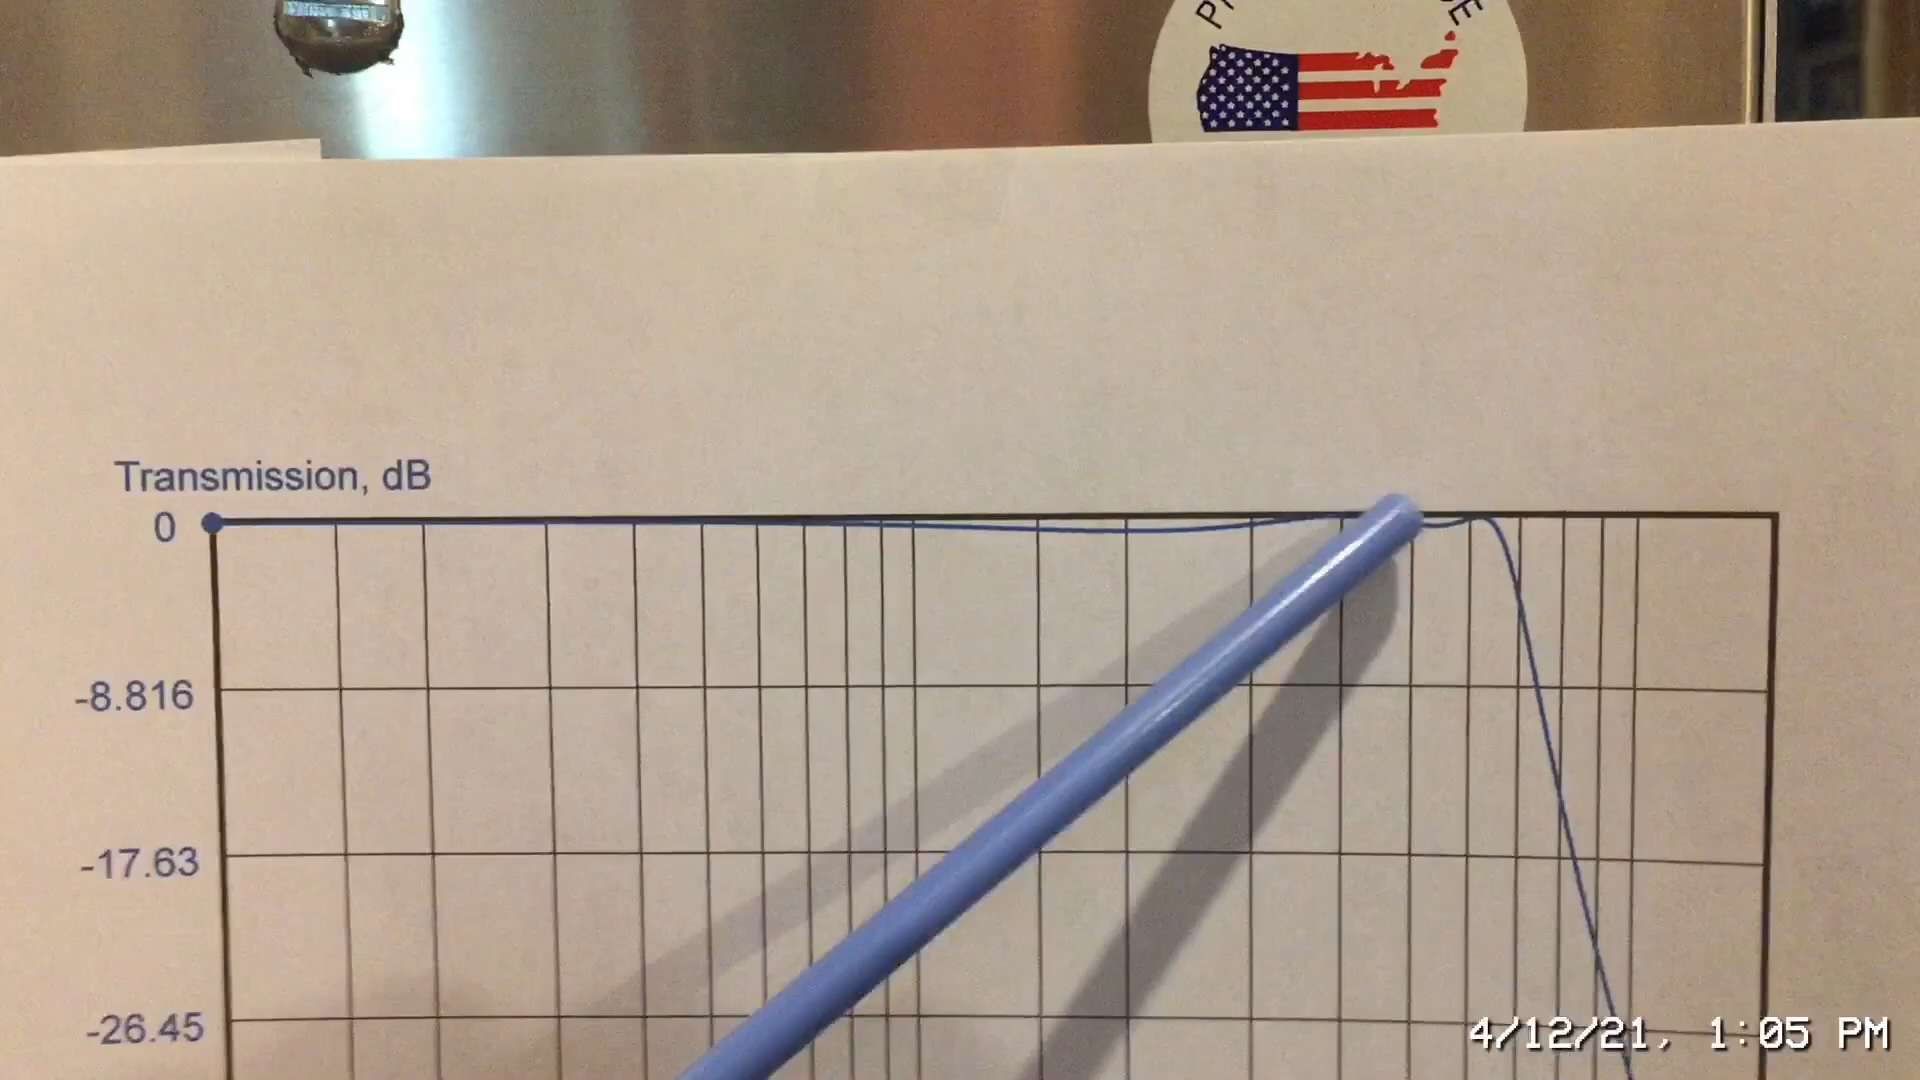 Transmission, dB
0
-8.816
-17.63
-26.45
4/12/21, 1:05 PM